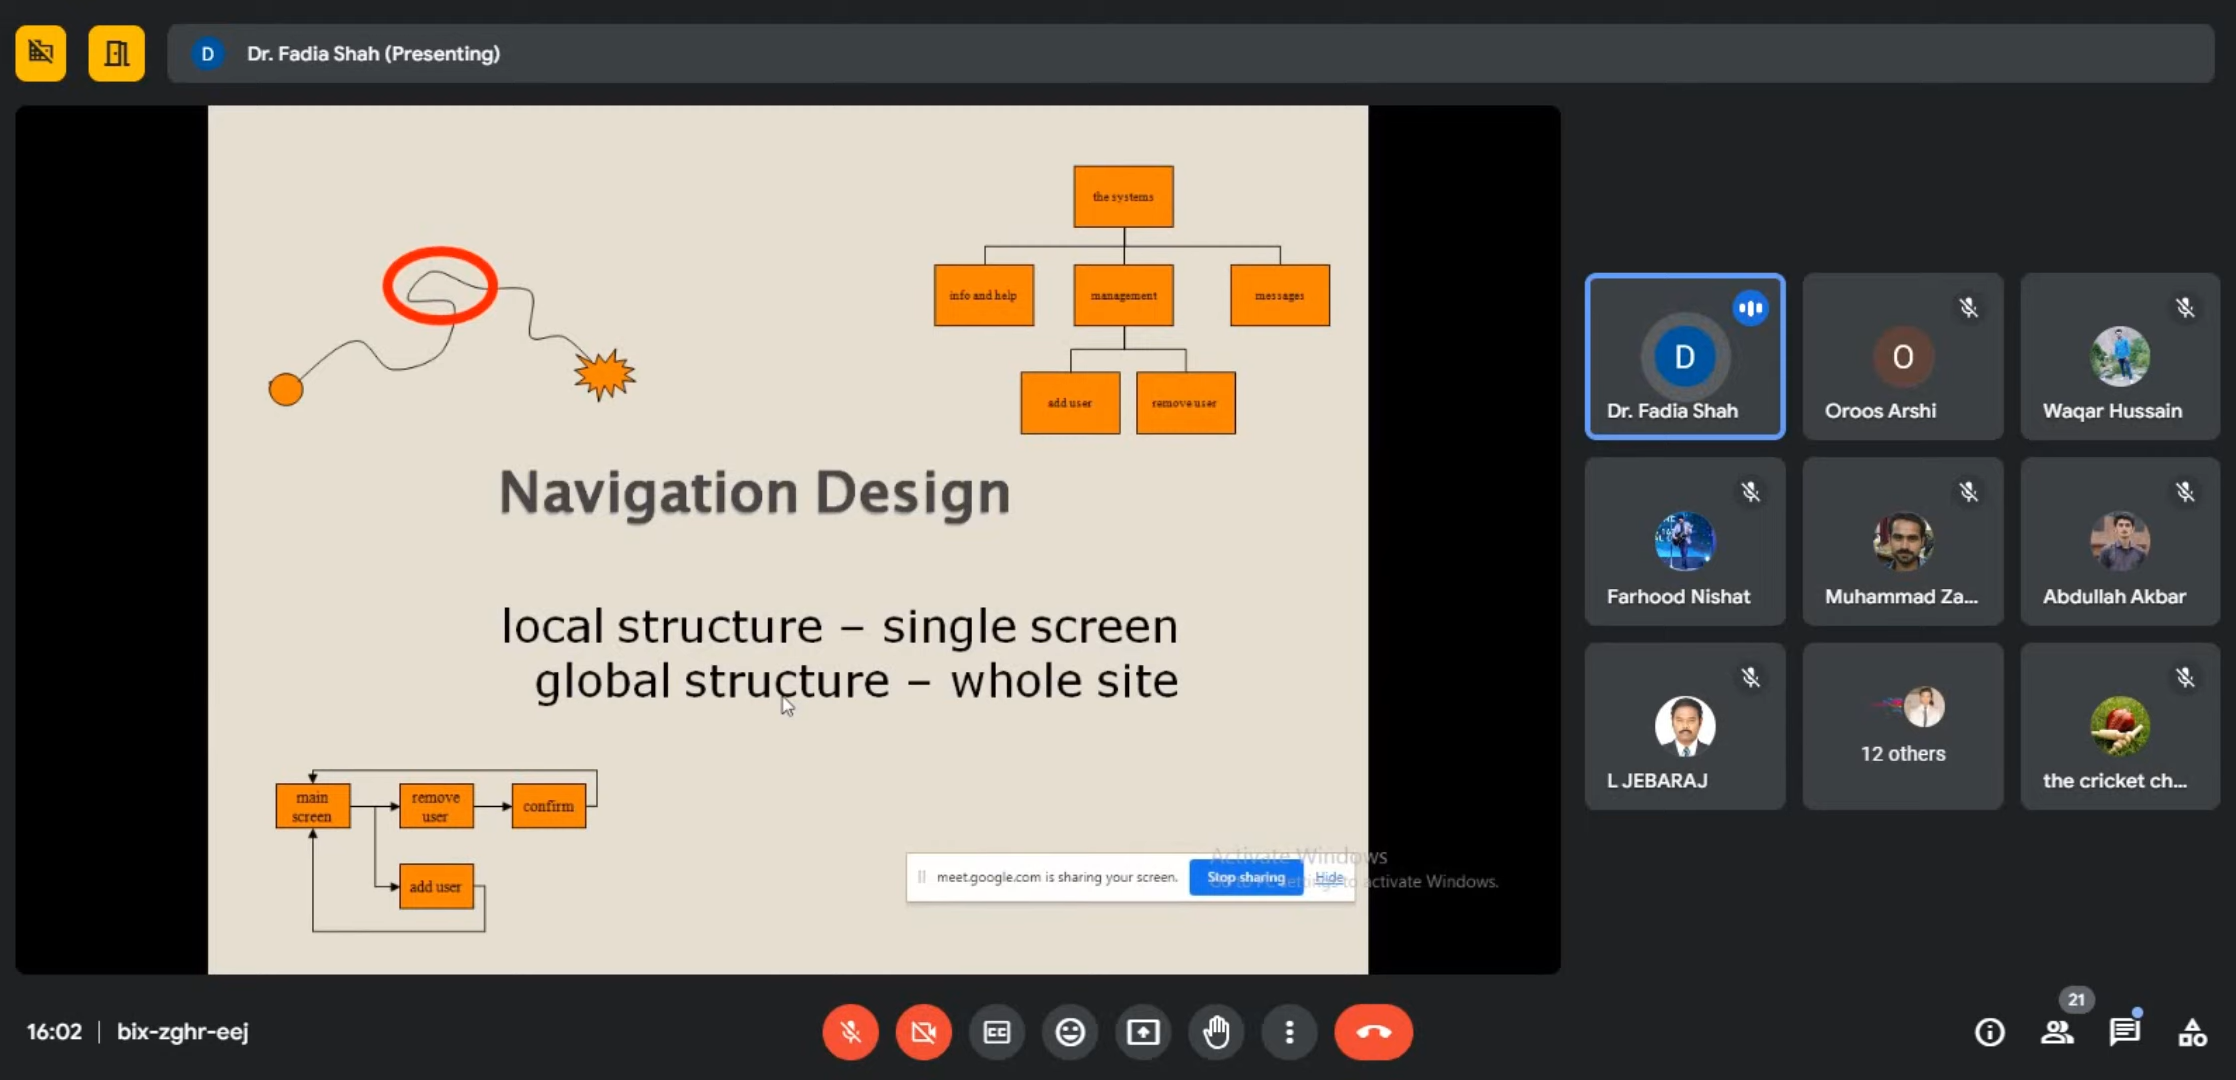 D Dr. Fadia Shah (Presenting)
the systems
info and help
management
messages
add user
remove user
Navigation Design
local structure – single screen
global structure – whole site
main
screen
remove
user
confirm
add user
Activate Windows
meet.google.com is sharing your screen. Stop sharing Hide
activate Windows.
D
Dr. Fadia Shah
O
Oroos Arshi
Waqar Hussain
Farhood Nishat
Muhammad Za...
Abdullah Akbar
L JEBARAJ
12 others
the cricket ch...
16:02 | bix-zghr-eej
CC
21